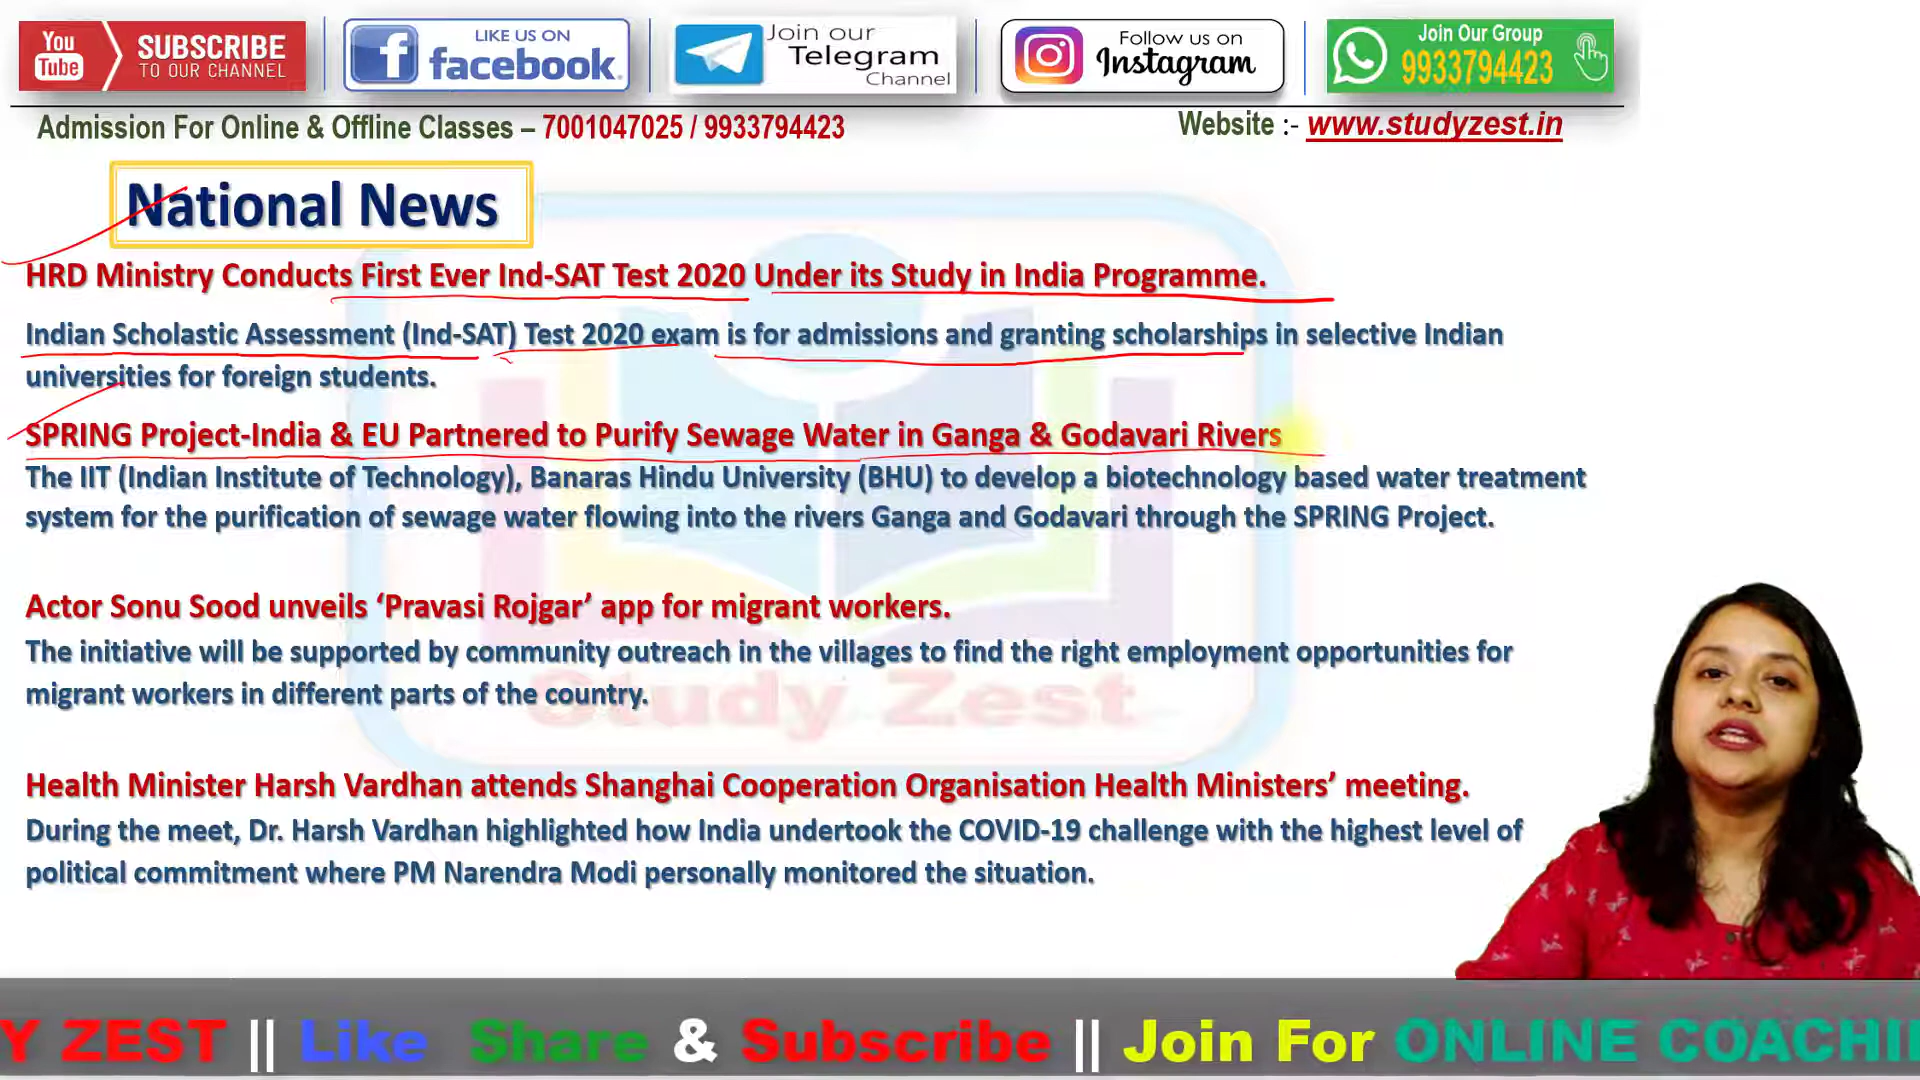 You
Tube
SUBSCRIBE
TO OUR CHANNEL
LIKE US ON
facebook.
Join our
Telegram
Channel
Follow us on
Instagram
Join Our Group
9933794423
Admission For Online & Offline Classes – 7001047025 / 9933794423
Website :- www.studyzest.in
National News
HRD Ministry Conducts First Ever Ind-SAT Test 2020 Under its Study in India Programme.
Indian Scholastic Assessment (Ind-SAT) Test 2020 exam is for admissions and granting scholarships in selective Indian
universities for foreign students.
SPRING Project-India & EU Partnered to Purify Sewage Water in Ganga & Godavari Rivers
The IIT (Indian Institute of Technology), Banaras Hindu University (BHU) to develop a biotechnology based water treatment
system for the purification of sewage water flowing into the rivers Ganga and Godavari through the SPRING Project.
Actor Sonu Sood unveils ‘Pravasi Rojgar’ app for migrant workers.
The initiative will be supported by community outreach in the villages to find the right employment opportunities for
migrant workers in different parts of the country.
Study Zest
Health Minister Harsh Vardhan attends Shanghai Cooperation Organisation Health Ministers’ meeting.
During the meet, Dr. Harsh Vardhan highlighted how India undertook the COVID-19 challenge with the highest level of
political commitment where PM Narendra Modi personally monitored the situation.
Y ZEST || Like Share & Subscribe || Join For ONLINE COACHI